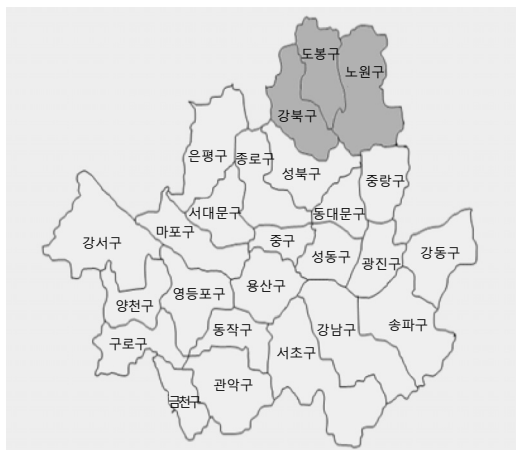 도봉구
노원구
강북구
은평구
종로구
성북구
중랑구
서대문구
동대문구
마포구
중구
강서구
성동구
강동구
광진구
용산구
영등포구
양천구
송파구
동작구
강남구
구로구
서초구
관악구
금천구